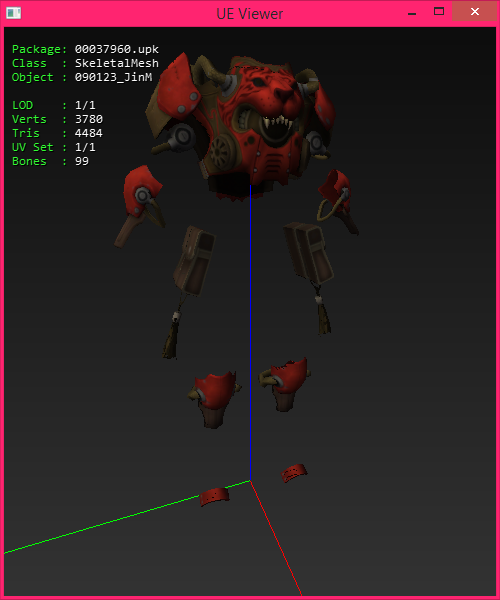 UE Viewer
Package: 00037960.upk
Class  : SkeletalMesh
Object : 090123_JinM
LOD    : 1/1
Verts  : 3780
Tris   : 4484
UV Set : 1/1
Bones  : 99